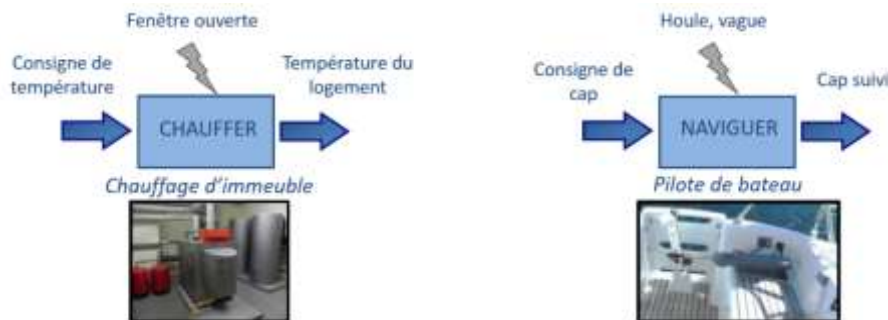 Fenêtre ouverte
Consigne de
température
Température du
logement
CHAUFFER
Chauffage d'immeuble
Houle, vague
Consigne de
cap
Cap suivi
NAVIGUER
Pilote de bateau